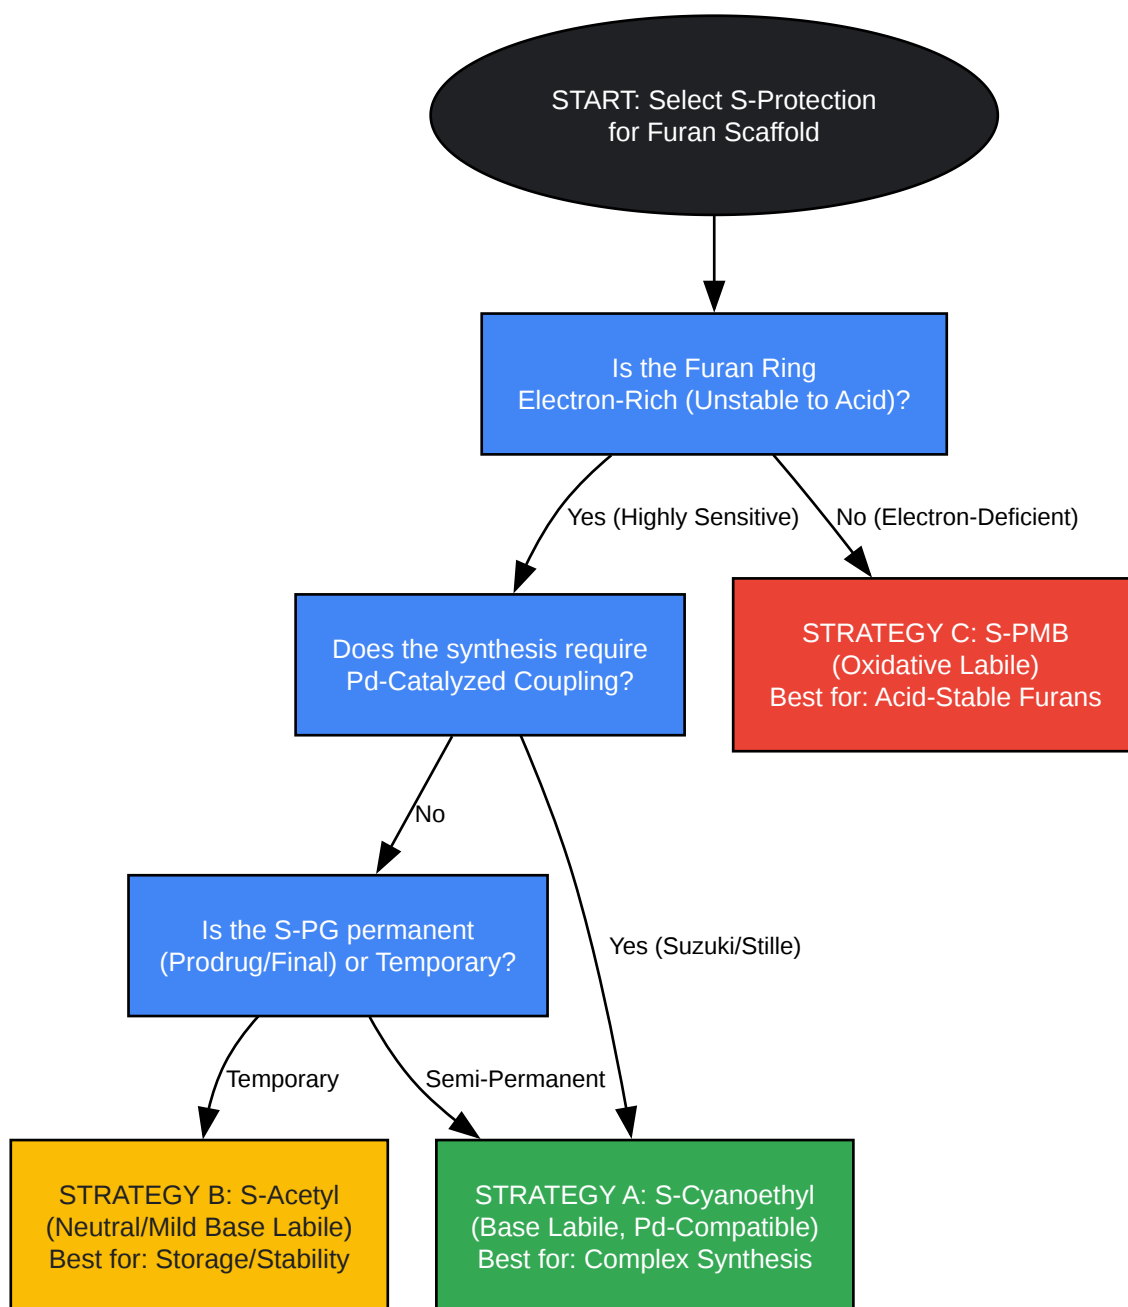 START: Select S-Protection
for Furan Scaffold
Is the Furan Ring
Electron-Rich (Unstable to Acid)?
Yes (Highly Sensitive)
No (Electron-Deficient)
Does the synthesis require
Pd-Catalyzed Coupling?
STRATEGY C: S-PMB
(Oxidative Labile)
Best for: Acid-Stable Furans
No
Is the S-PG permanent
(Prodrug/Final) or Temporary?
Yes (Suzuki/Stille)
Temporary
Semi-Permanent
STRATEGY B: S-Acetyl
(Neutral/Mild Base Labile)
Best for: Storage/Stability
STRATEGY A: S-Cyanoethyl
(Base Labile, Pd-Compatible)
Best for: Complex Synthesis